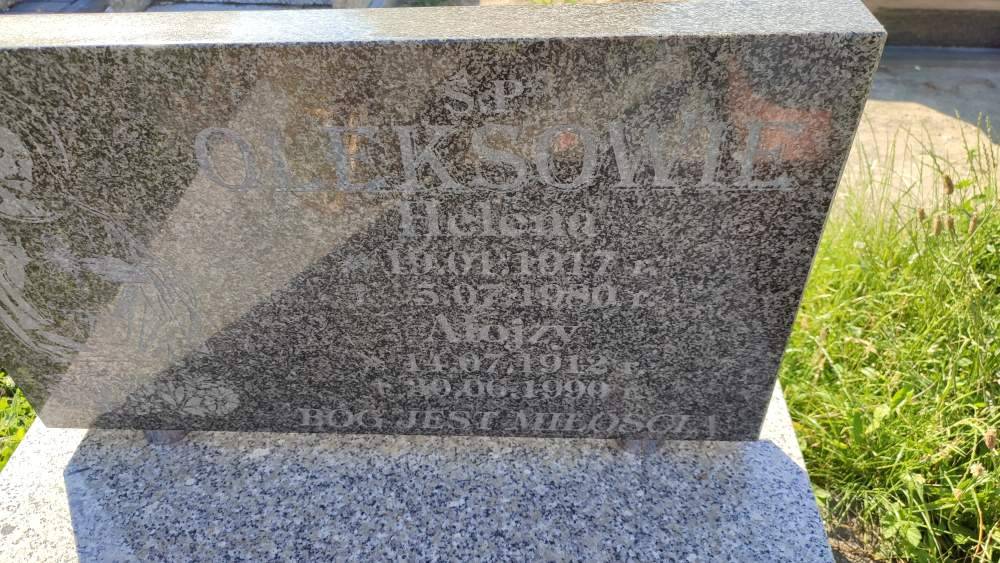 Ś.P.
OLEKSOWIE
Helena
* 19.01.1917 r.
5.07.1980 r.
Alojzy
* 14.07.1912 r.
† 30.06.1990 r.
"BÓG JEST MIŁOŚCIĄ"